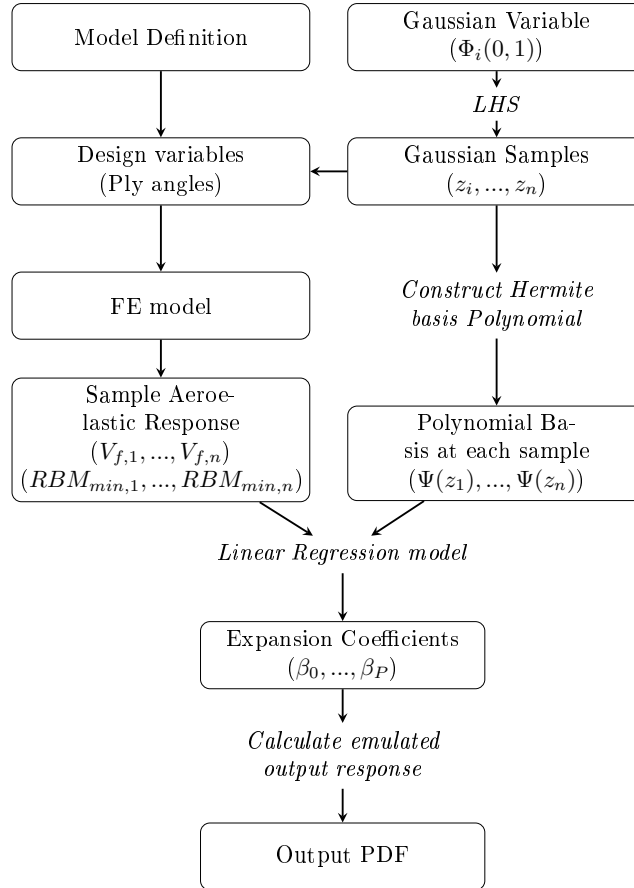 Model Definition
Gaussian Variable
(Φ_i(0, 1))
LHS
Design variables
(Ply angles)
Gaussian Samples
(z_i, ..., z_n)
FE model
Construct Hermite
basis Polynomial
Sample Aeroe-
lastic Response
(V_{f,1}, ..., V_{f,n})
(RBM_{min,1}, ..., RBM_{min,n})
Polynomial Ba-
sis at each sample
(Ψ(z_1), ..., Ψ(z_n))
Linear Regression model
Expansion Coefficients
(β_0, ..., β_P)
Calculate emulated
output response
Output PDF